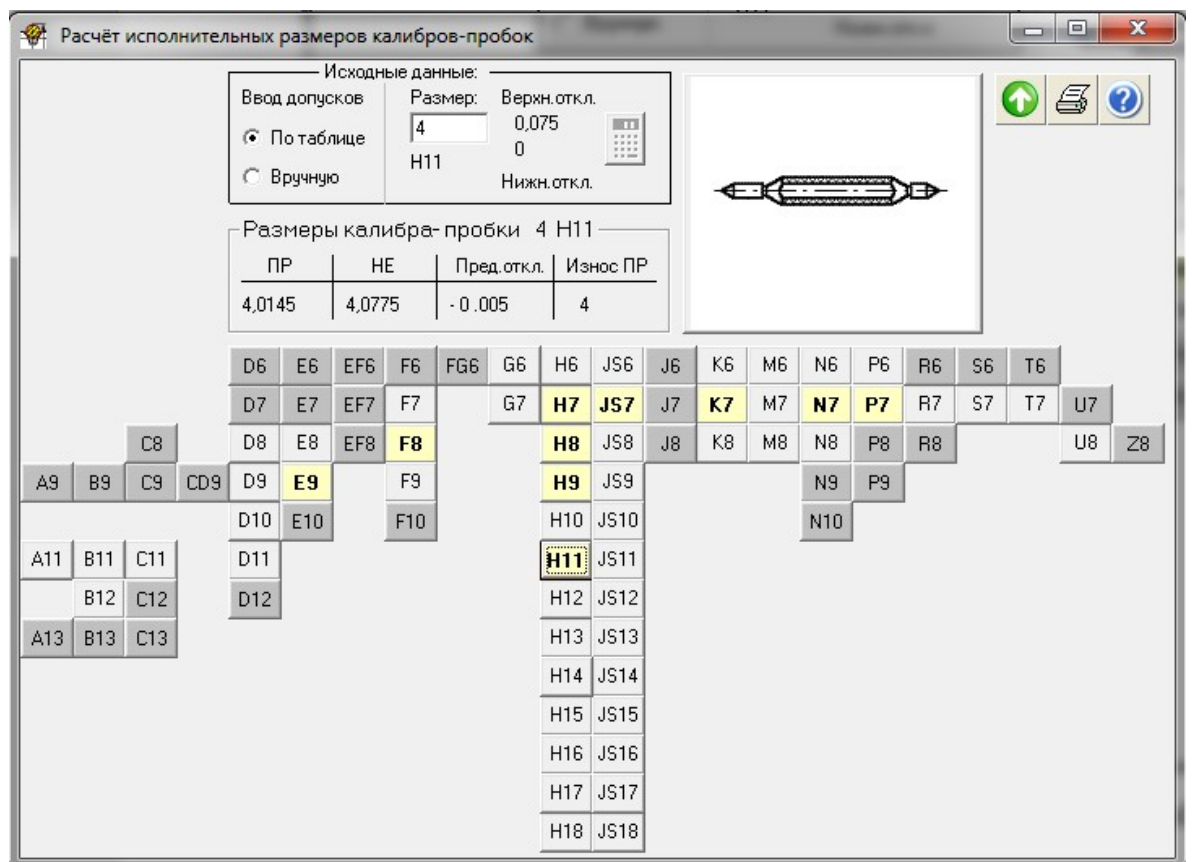 Расчёт исполнительных размеров калибров-пробок
Исходные данные:
Ввод допусков Размер: Верхн.откл.
По таблице 4 0,075
H11 0
Вручную Нижн.откл.
Размеры калибра-пробки 4 H11
ПР НЕ Пред.откл. Износ ПР
4,0145 4,0775 - 0.005 4
D6 E6 EF6 F6 FG6 G6 H6 JS6 J6 K6 M6 N6 P6 R6 S6 T6
D7 E7 EF7 F7 G7 H7 JS7 J7 K7 M7 N7 P7 R7 S7 T7 U7
C8 D8 E8 EF8 F8 H8 JS8 J8 K8 M8 N8 P8 R8 U8 Z8
A9 B9 C9 CD9 D9 E9 F9 H9 JS9 N9 P9
D10 E10 F10 H10 JS10 N10
A11 B11 C11 D11 H11 JS11
B12 C12 D12 H12 JS12
A13 B13 C13 H13 JS13
H14 JS14
H15 JS15
H16 JS16
H17 JS17
H18 JS18